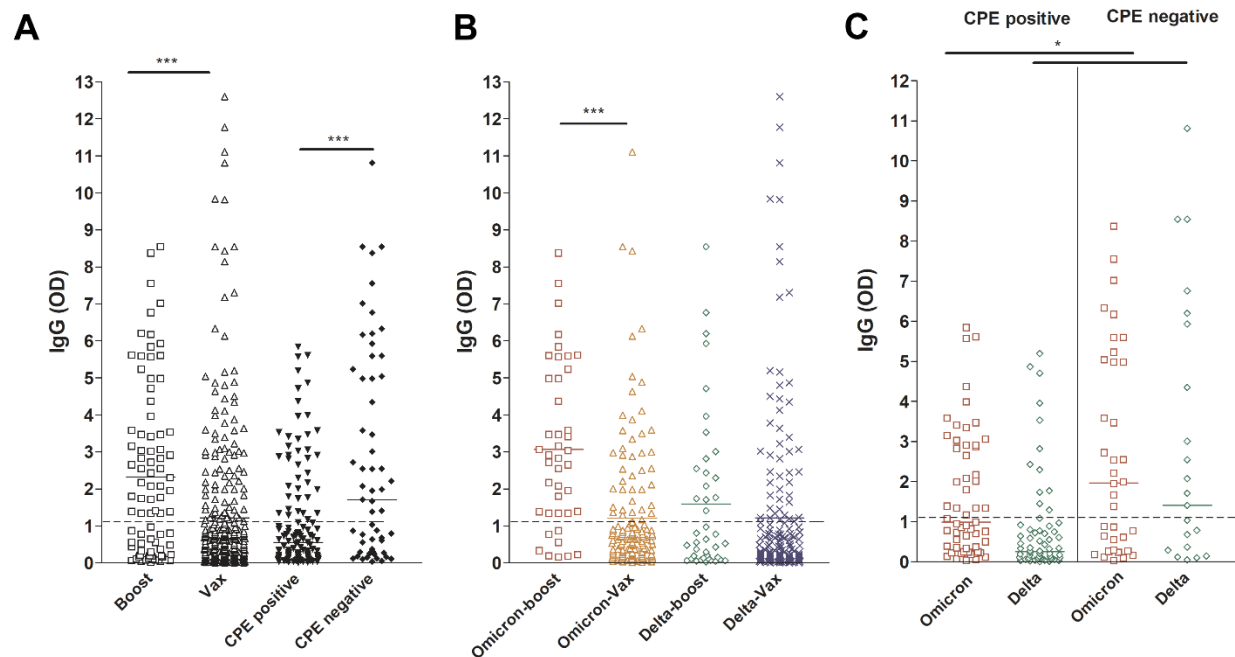 A
IgG (OD)
13
12
11
10
9
8
7
6
5
4
3
2
1
0
***
***
Boost
Vax
CPE positive
CPE negative
B
IgG (OD)
13
12
11
10
9
8
7
6
5
4
3
2
1
0
***
Omicron-boost
Omicron-Vax
Delta-boost
Delta-Vax
C
CPE positive
CPE negative
*
IgG (OD)
12
11
10
9
8
7
6
5
4
3
2
1
0
Omicron
Delta
Omicron
Delta